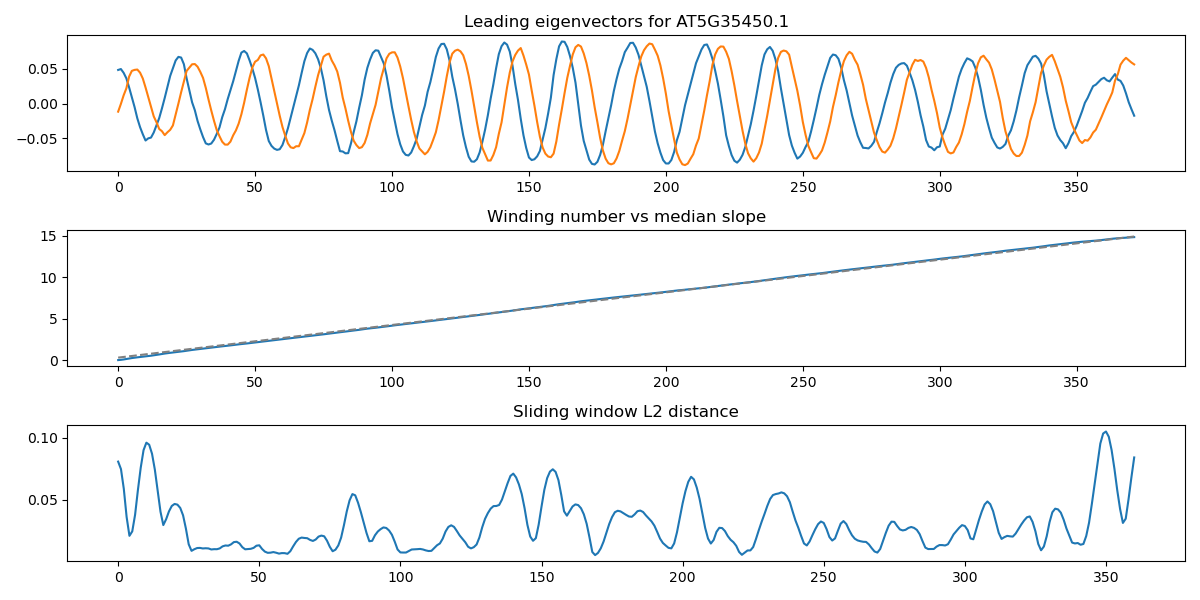 Leading eigenvectors for AT5G35450.1
0.05
0.00
−0.05
0 50 100 150 200 250 300 350
Winding number vs median slope
15
10
5
0
0 50 100 150 200 250 300 350
Sliding window L2 distance
0.10
0.05
0 50 100 150 200 250 300 350